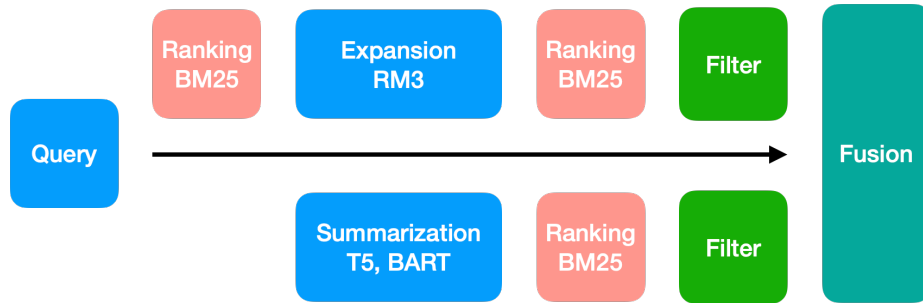 Query
Ranking
BM25
Expansion
RM3
Ranking
BM25
Filter
Summarization
T5, BART
Ranking
BM25
Filter
Fusion